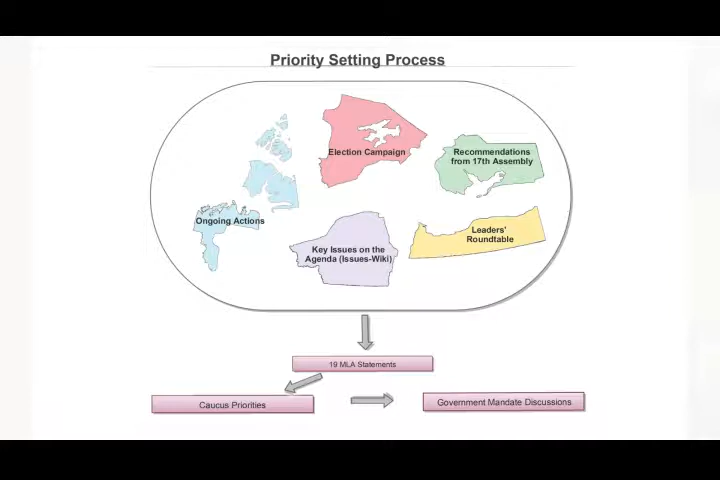 Priority Setting Process
Election Campaign
Recommendations
from 17th Assembly
Ongoing Actions
Leaders'
Roundtable
Key Issues on the
Agenda (Issues-Wiki)
19 MLA Statements
Caucus Priorities
Government Mandate Discussions